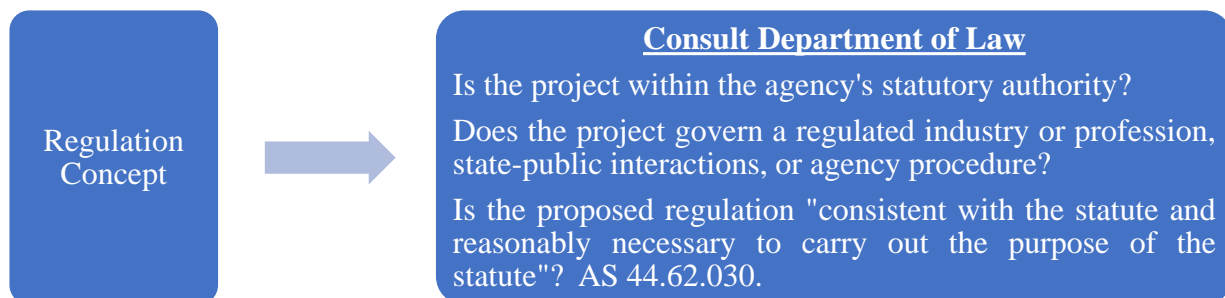 Regulation
Concept
Consult Department of Law
Is the project within the agency's statutory authority?
Does the project govern a regulated industry or profession,
state-public interactions, or agency procedure?
Is the proposed regulation "consistent with the statute and
reasonably necessary to carry out the purpose of the
statute"?  AS 44.62.030.